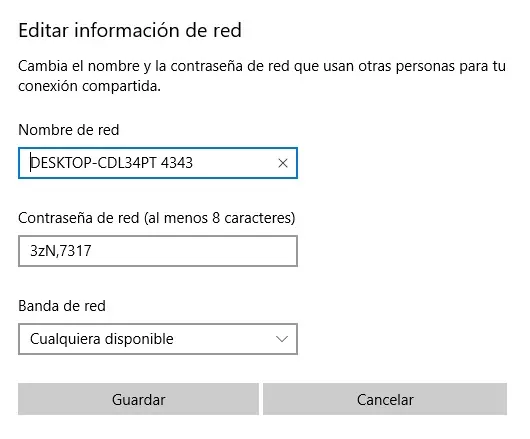 Editar información de red
Cambia el nombre y la contraseña de red que usan otras personas para tu
conexión compartida.
Nombre de red
DESKTOP-CDL34PT 4343
Contraseña de red (al menos 8 caracteres)
3zN,7317
Banda de red
Cualquiera disponible
Guardar Cancelar